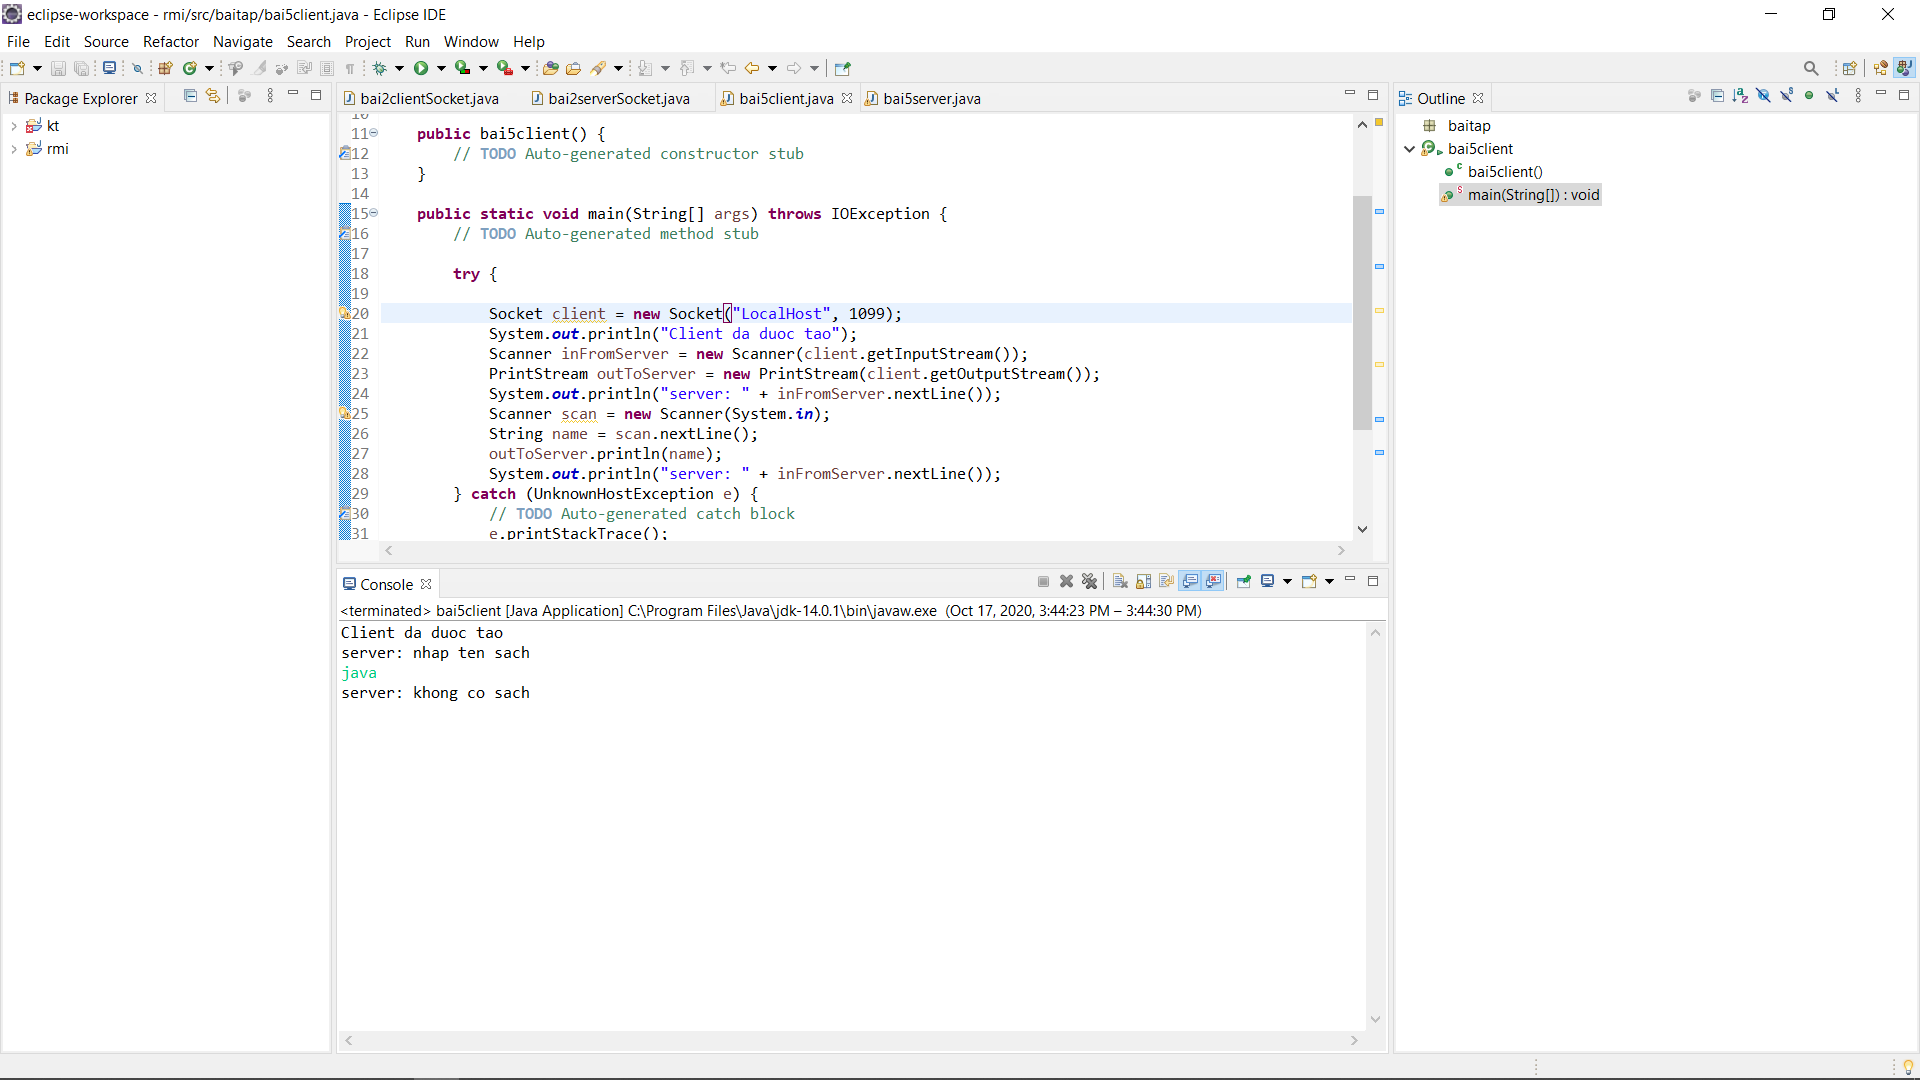 eclipse-workspace - rmi/src/baitap/bai5client.java - Eclipse IDE
File Edit Source Refactor Navigate Search Project Run Window Help
Package Explorer
kt
rmi
bai2clientSocket.java bai2serverSocket.java bai5client.java bai5server.java
10
11 public bai5client() {
12 // TODO Auto-generated constructor stub
13 }
14
15 public static void main(String[] args) throws IOException {
16 // TODO Auto-generated method stub
17
18 try {
19
20 Socket client = new Socket("LocalHost", 1099);
21 System.out.println("Client da duoc tao");
22 Scanner inFromServer = new Scanner(client.getInputStream());
23 PrintStream outToServer = new PrintStream(client.getOutputStream());
24 System.out.println("server: " + inFromServer.nextLine());
25 Scanner scan = new Scanner(System.in);
26 String name = scan.nextLine();
27 outToServer.println(name);
28 System.out.println("server: " + inFromServer.nextLine());
29 } catch (UnknownHostException e) {
30 // TODO Auto-generated catch block
31 e.printStackTrace();
Console
<terminated> bai5client [Java Application] C:\Program Files\Java\jdk-14.0.1\bin\javaw.exe (Oct 17, 2020, 3:44:23 PM – 3:44:30 PM)
Client da duoc tao
server: nhap ten sach
java
server: khong co sach
Outline
baitap
bai5client
bai5client()
main(String[]) : void